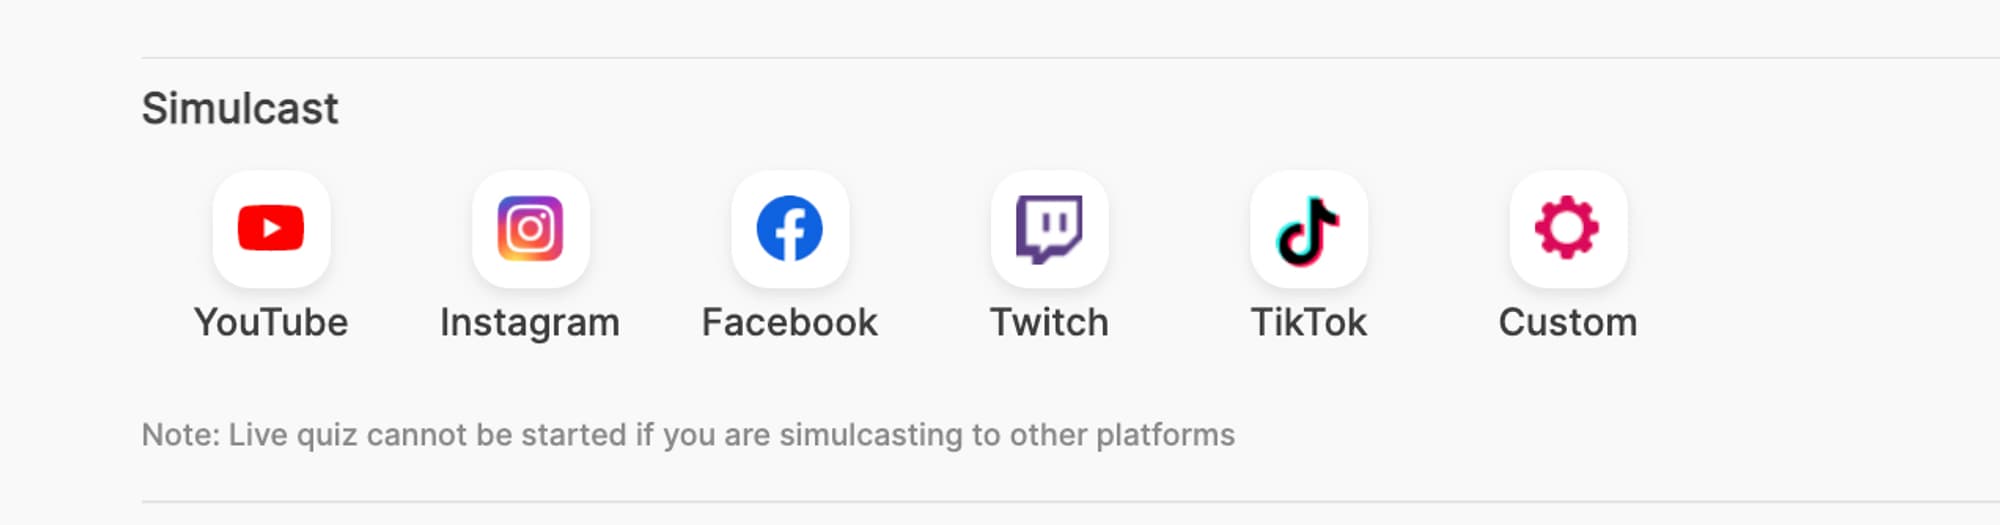 Simulcast
YouTube Instagram Facebook Twitch TikTok Custom
Note: Live quiz cannot be started if you are simulcasting to other platforms